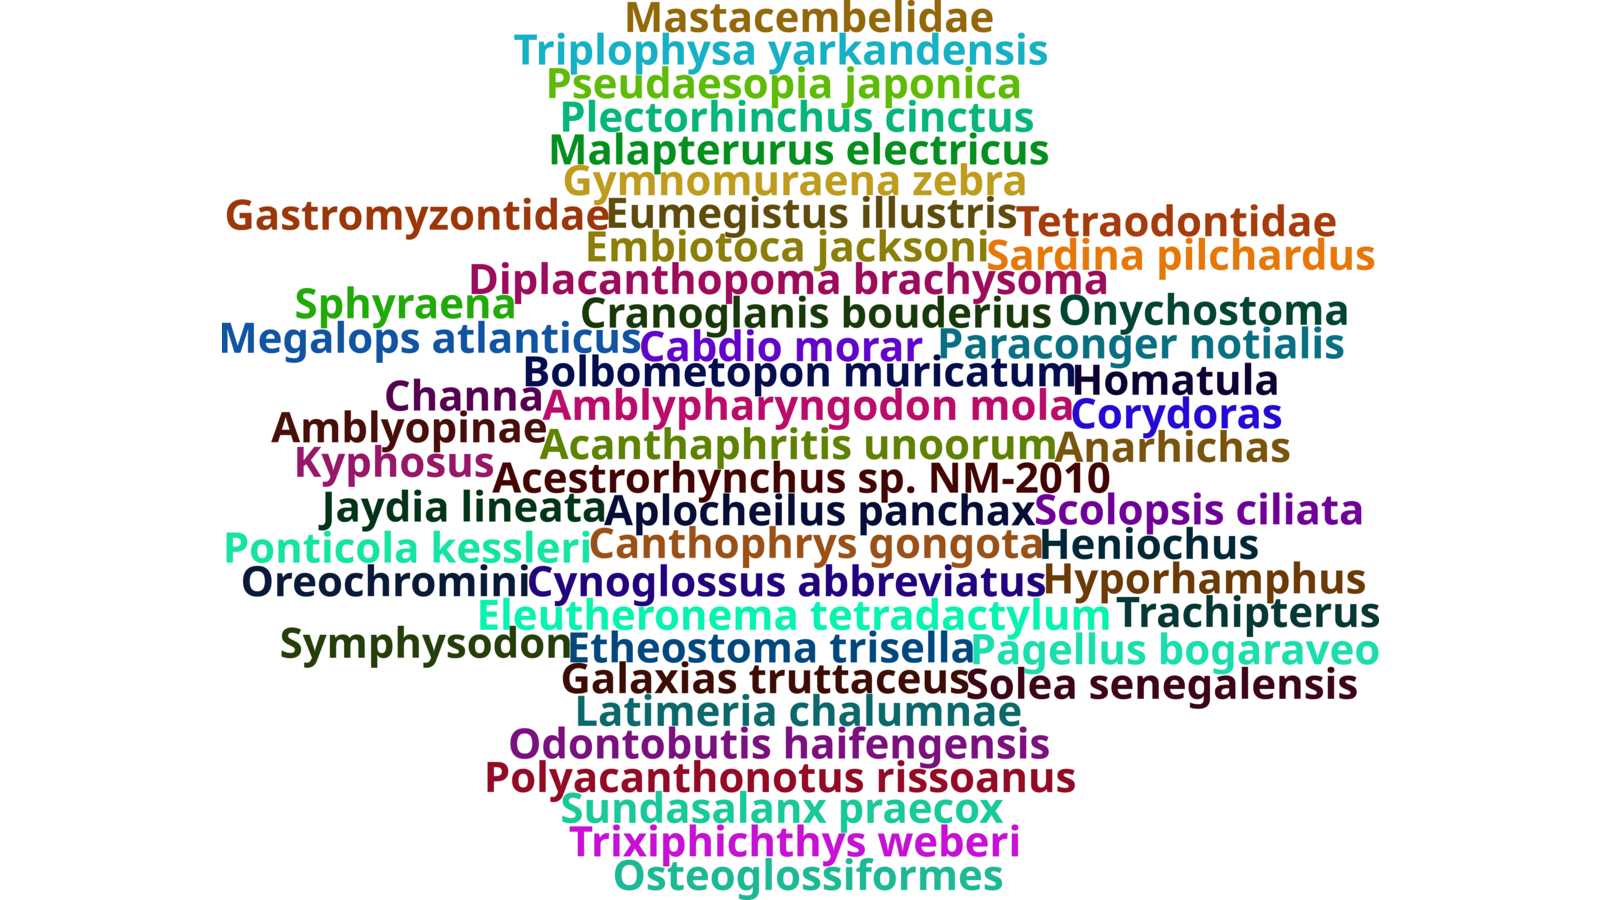 Mastacembelidae
Triplophysa yarkandensis
Pseudaesopia japonica
Plectorhinchus cinctus
Malapterurus electricus
Gymnomuraena zebra
Gastromyzontidae Eumegistus illustris Tetraodontidae
Embiotoca jacksoni Sardina pilchardus
Diplacanthopoma brachysoma
Sphyraena Cranoglanis bouderius Onychostoma
Megalops atlanticus Cabdio morar Paraconger notialis
Bolbometopon muricatum Homatula
Channa Amblypharyngodon mola Corydoras
Amblyopinae Acanthaphritis unoorum Anarhichas
Kyphosus Acestrorhynchus sp. NM-2010
Jaydia lineata Aplocheilus panchax Scolopsis ciliata
Ponticola kessleri Canthophrys gongota Heniochus
Oreochromini Cynoglossus abbreviatus Hyporhamphus
Eleutheronema tetradactylum Trachipterus
Symphysodon Etheostoma trisella Pagellus bogaraveo
Galaxias truttaceus Solea senegalensis
Latimeria chalumnae
Odontobutis haifengensis
Polyacanthonotus rissoanus
Sundasalanx praecox
Trixiphichthys weberi
Osteoglossiformes